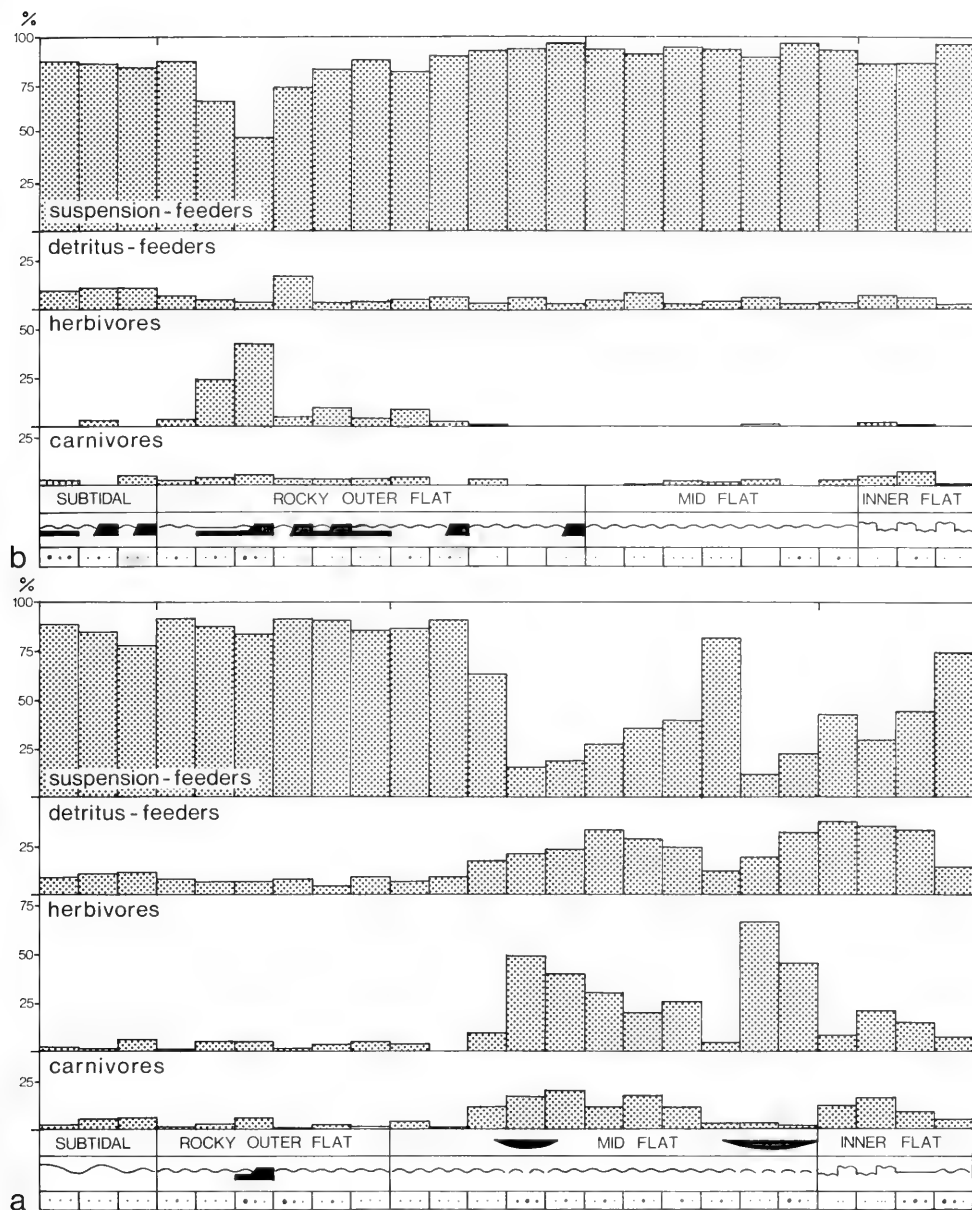 %
100
75
50
25
suspension-feeders
detritus-feeders
25
herbivores
50
25
carnivores
25
SUBTIDAL ROCKY OUTER FLAT MID FLAT INNER FLAT
b
%
100
75
50
25
suspension-feeders
detritus-feeders
25
herbivores
75
50
25
carnivores
25
SUBTIDAL ROCKY OUTER FLAT MID FLAT INNER FLAT
a